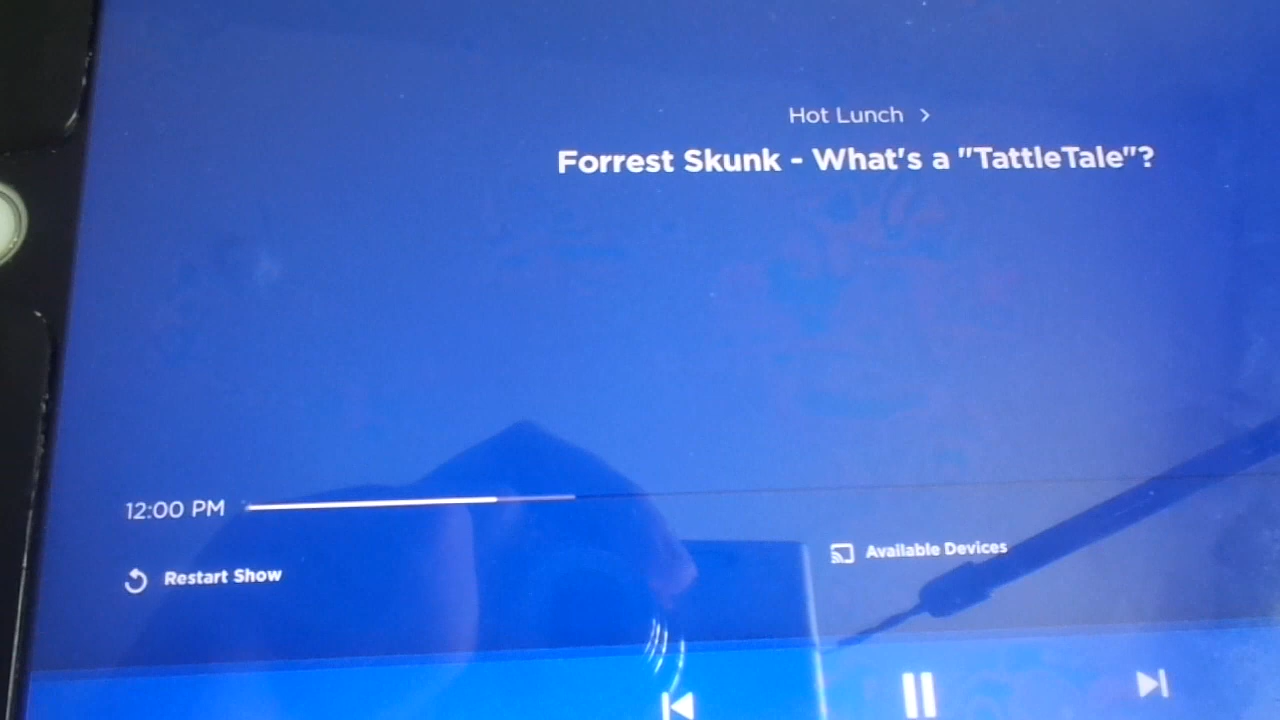 Hot Lunch >
Forrest Skunk - What's a "TattleTale"?
12:00 PM
Available Devices
Restart Show